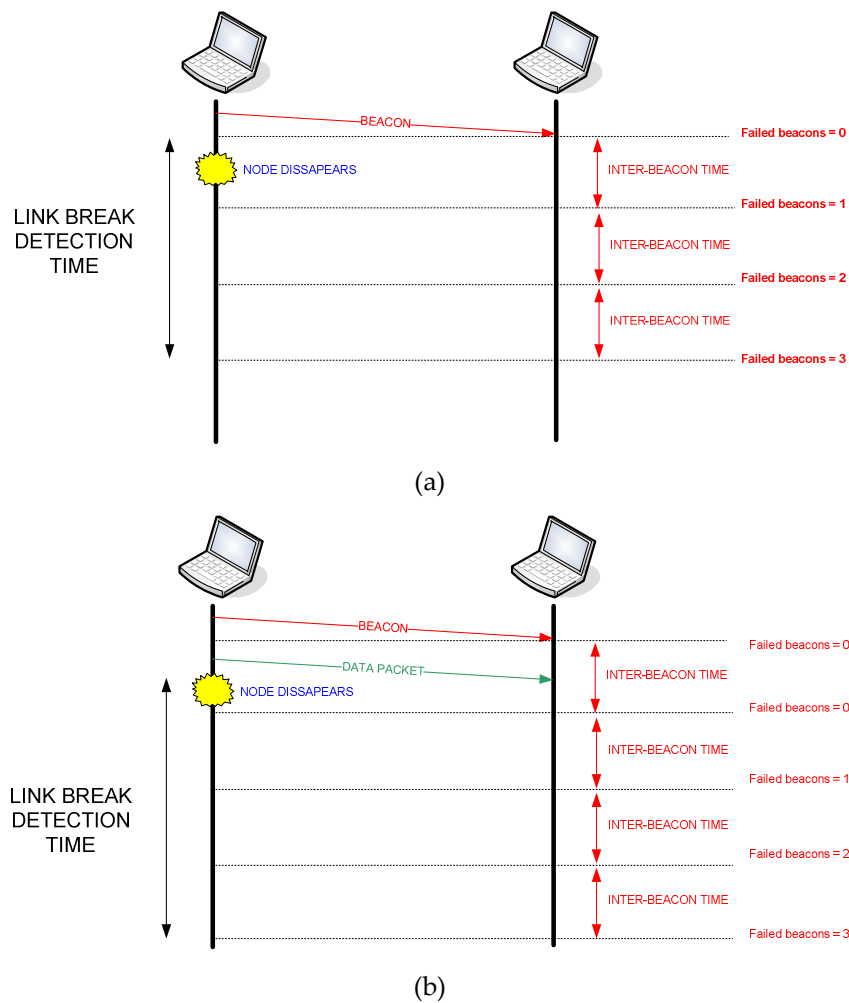 BEACON
Failed beacons = 0
NODE DISSAPEARS
INTER-BEACON TIME
Failed beacons = 1
LINK BREAK
DETECTION
TIME
INTER-BEACON TIME
Failed beacons = 2
INTER-BEACON TIME
Failed beacons = 3
(a)
BEACON
Failed beacons = 0
DATA PACKET
INTER-BEACON TIME
NODE DISSAPEARS
Failed beacons = 0
INTER-BEACON TIME
Failed beacons = 1
LINK BREAK
DETECTION
TIME
INTER-BEACON TIME
Failed beacons = 2
INTER-BEACON TIME
Failed beacons = 3
(b)